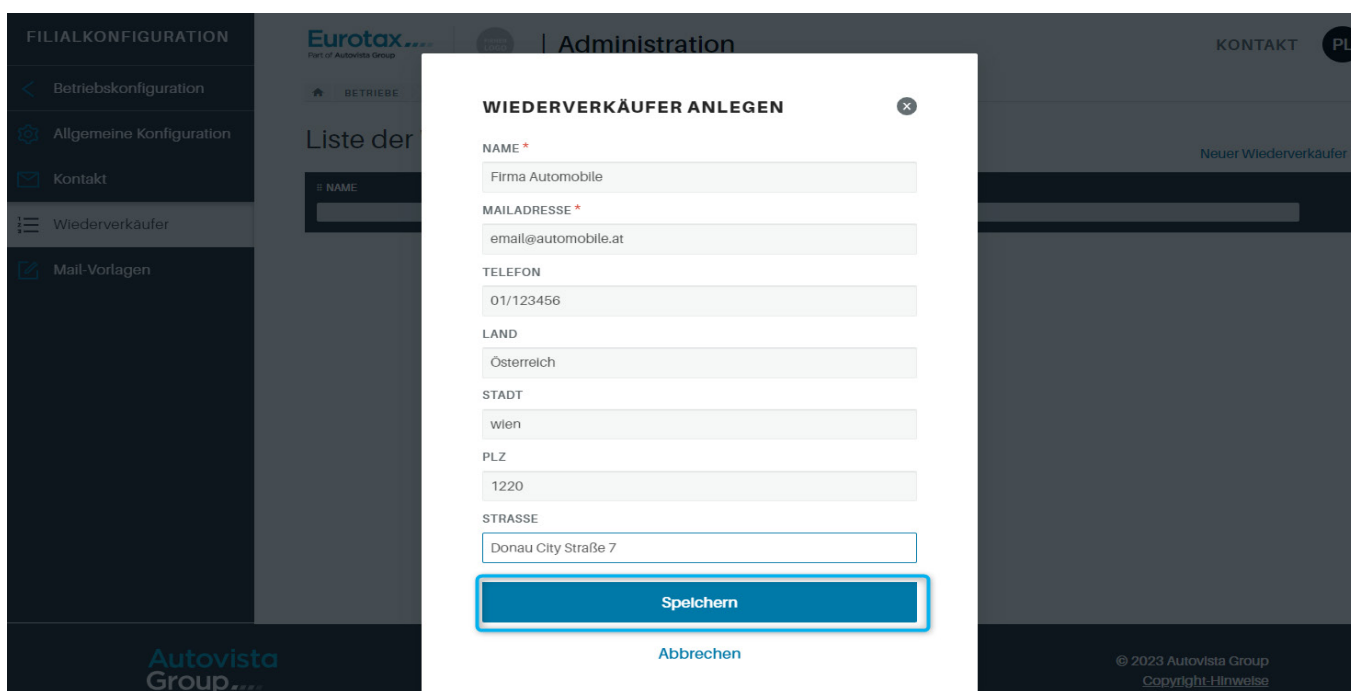 FILIALKONFIGURATION
Betriebskonfiguration
Allgemeine Konfiguration
Kontakt
Wiederverkäufer
Mail-Vorlagen
Eurotax....
Part of Autovista Group
| Administration
KONTAKT
PL
BETRIEBE
Liste der
Neuer Wiederverkäufer
NAME
WIEDERVERKÄUFER ANLEGEN
NAME *
Firma Automobile
MAILADRESSE *
email@automobile.at
TELEFON
01/123456
LAND
Österreich
STADT
wien
PLZ
1220
STRASSE
Donau City Straße 7
Speichern
Abbrechen
Autovista
Group....
© 2023 Autovista Group
Copyright-Hinweise